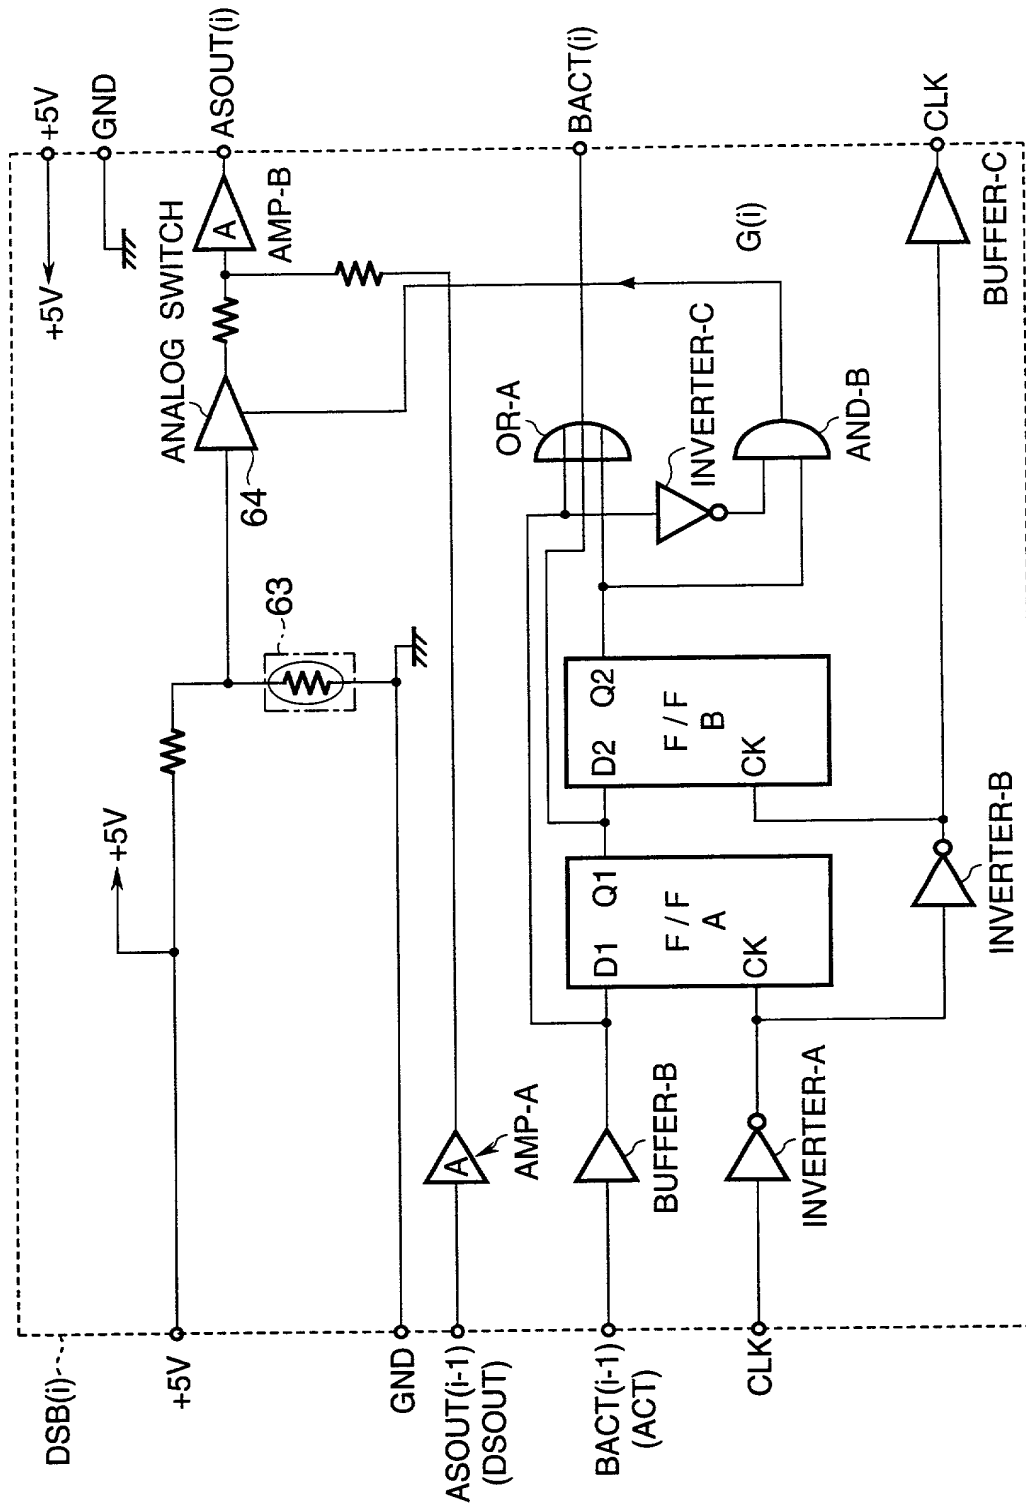 DSB(i)
+5V
GND
ASOUT(i-1)
(DSOUT)
BACT(i-1)
(ACT)
CLK
+5V
63
64
ANALOG SWITCH
+5V
+5V
GND
ASOUT(i)
A
AMP-B
A
AMP-A
BUFFER-B
INVERTER-A
D1
Q1
F/F
A
CK
D2
Q2
F/F
B
CK
OR-A
INVERTER-C
AND-B
G(i)
BACT(i)
INVERTER-B
BUFFER-C
CLK